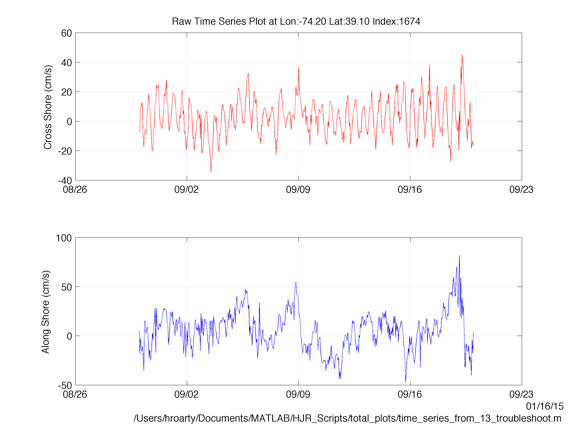 Raw Time Series Plot at Lon:-74.20 Lat:39.10 Index:1674
60
40
20
0
-20
-40
Cross Shore (cm/s)
08/26 09/02 09/09 09/16 09/23
100
50
0
-50
Along Shore (cm/s)
08/26 09/02 09/09 09/16 09/23
01/16/15
/Users/hroarty/Documents/MATLAB/HJR_Scripts/total_plots/time_series_from_13_troubleshoot.m